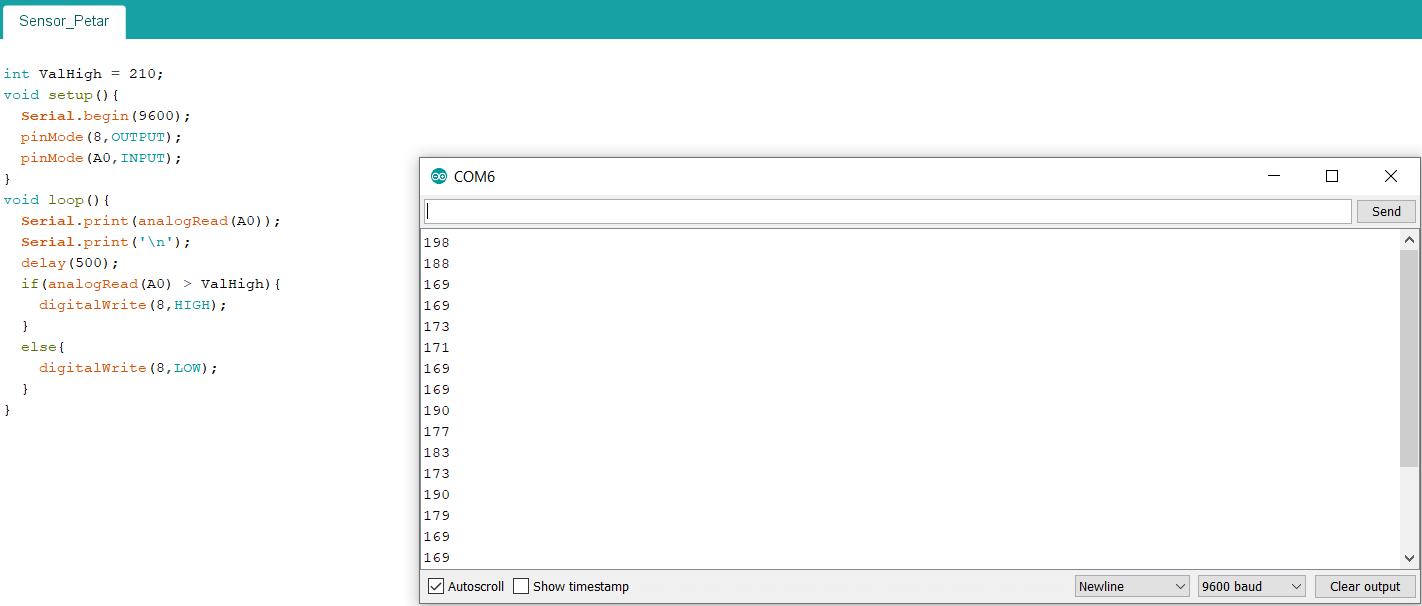 Sensor_Petar
int ValHigh = 210;
void setup(){
  Serial.begin(9600);
  pinMode(8,OUTPUT);
  pinMode(A0,INPUT);
}
void loop(){
  Serial.print(analogRead(A0));
  Serial.print('\n');
  delay(500);
  if(analogRead(A0) > ValHigh){
    digitalWrite(8,HIGH);
  }
  else{
    digitalWrite(8,LOW);
  }
}
COM6
Send
198
188
169
169
173
171
169
169
190
177
183
173
190
179
169
169
Autoscroll Show timestamp Newline 9600 baud Clear output